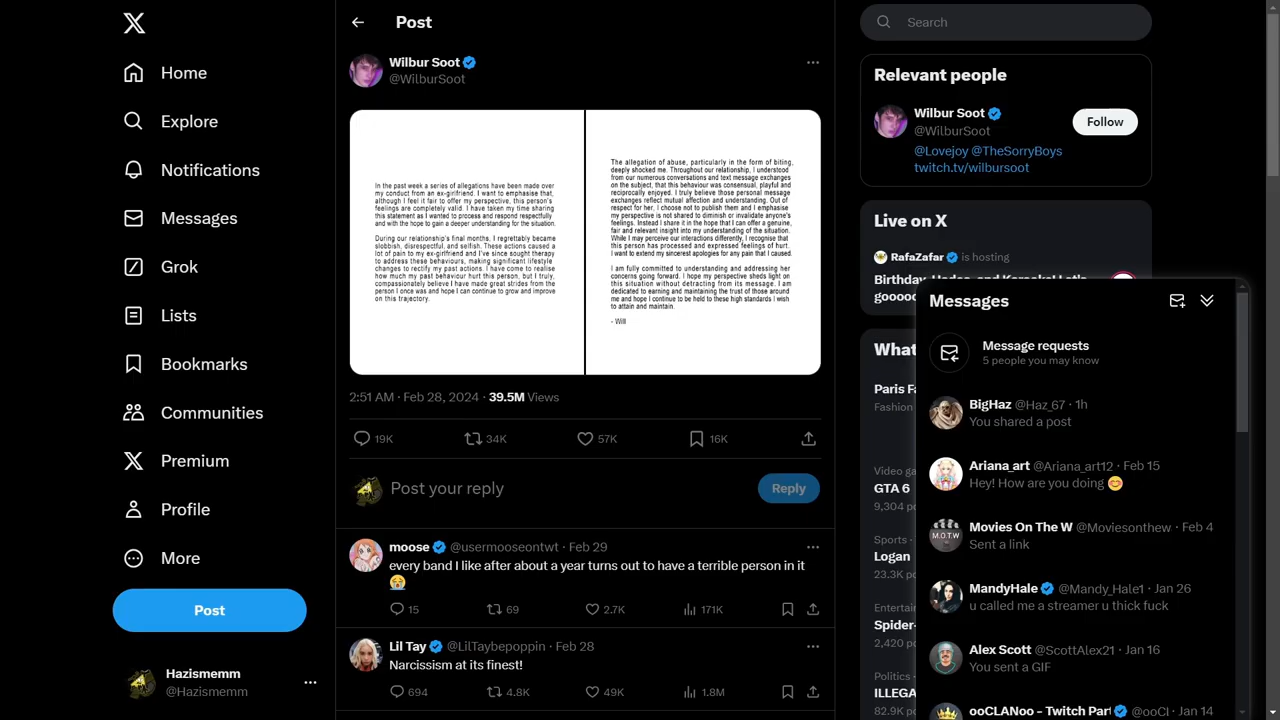 Home
Explore
Notifications
Messages
Grok
Lists
Bookmarks
Communities
Premium
Profile
More
Post
Hazismemm
@Hazismemm
Post
Wilbur Soot
@WilburSoot
In the past week a series of allegations have been made over
my conduct from an ex-girlfriend. I want to emphasise that,
although I feel it fair to offer my perspective, this person's
feelings are completely valid. I have taken my time sharing
this statement as I wanted to process and respond respectfully
and with the hope to gain a deeper understanding for the situation.
During our relationship's final months, I regrettably became
slobbish, disrespectful, and selfish. These actions caused a
lot of pain to my ex-girlfriend and I've since sought therapy
to address these behaviours, making significant lifestyle
changes to rectify my past actions. I have come to realise
how much my past behaviour hurt this person, but I truly,
compassionately believe I have made great strides from the
person I once was and hope I can continue to grow and improve
on this trajectory.
The allegation of abuse, particularly in the form of biting,
deeply shocked me. Throughout our relationship, I understood
from our numerous conversations and text message exchanges
on the subject, that this behaviour was consensual, playful and
reciprocally enjoyed. I truly believe those personal message
exchanges reflect mutual affection and understanding. Out of
respect for her, I choose not to publish them and I emphasise
my perspective is not shared to diminish or invalidate anyone's
feelings. Instead I share it in the hope that I can offer a genuine,
fair and relevant insight into my understanding of the situation.
While I may perceive our interactions differently, I recognise that
this person has processed and expressed feelings of hurt.
I want to extend my sincerest apologies for any pain that I caused.
I am fully committed to understanding and addressing her
concerns going forward. I hope my perspective sheds light on
this situation without detracting from its message. I am
dedicated to earning and maintaining the trust of those around
me and hope I continue to be held to these high standards I wish
to attain and maintain.
- Will
2:51 AM · Feb 28, 2024 · 39.5M Views
19K 34K 57K 16K
Post your reply
Reply
moose @usermooseontwt · Feb 29
every band I like after about a year turns out to have a terrible person in it
😭
15 69 2.7K 171K
Lil Tay @LilTaybepoppin · Feb 28
Narcissism at its finest!
694 4.8K 49K 1.8M
Search
Relevant people
Wilbur Soot
@WilburSoot
Follow
@Lovejoy @TheSorryBoys
twitch.tv/wilbursoot
Live on X
RafaZafar is hosting
Birthday
goooo
What
Paris Fa
Fashion
Video ga
GTA 6
9,304 po
Sports ·
Logan
23.3K po
Entertain
Spider-
2,420 po
Politics ·
ILLEGA
82.9K po
Messages
Message requests
5 people you may know
BigHaz @Haz_67 · 1h
You shared a post
Ariana_art @Ariana_art12 · Feb 15
Hey! How are you doing 😊
M.O.T.W
Movies On The W @Moviesonthew · Feb 4
Sent a link
MandyHale @Mandy_Hale1 · Jan 26
u called me a streamer u thick fuck
Alex Scott @ScottAlex21 · Jan 16
You sent a GIF
ooCLANoo - Twitch Part @ooCl · Jan 14